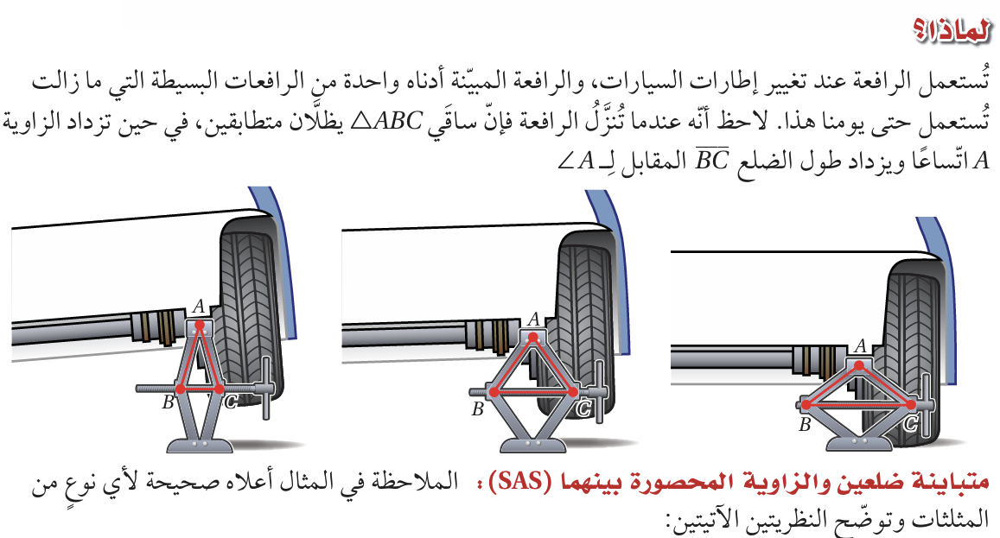 لماذا؟
تُستعمل الرافعة عند تغيير إطارات السيارات، والرافعة المبيّنة أدناه واحدة من الرافعات البسيطة التي ما زالت
تُستعمل حتى يومنا هذا. لاحظ أنّه عندما تُنزَّلُ الرافعة فإنّ ساقَي △ABC يظلَّان متطابقين، في حين تزداد الزاوية
A اتّساعًا ويزداد طول الضلع BC المقابل لِـ ∠A
A
B
C
A
B
C
A
B
C
متباينة ضلعين والزاوية المحصورة بينهما (SAS): الملاحظة في المثال أعلاه صحيحة لأي نوعٍ من
المثلثات وتوضّح النظريتين الآتيتين: